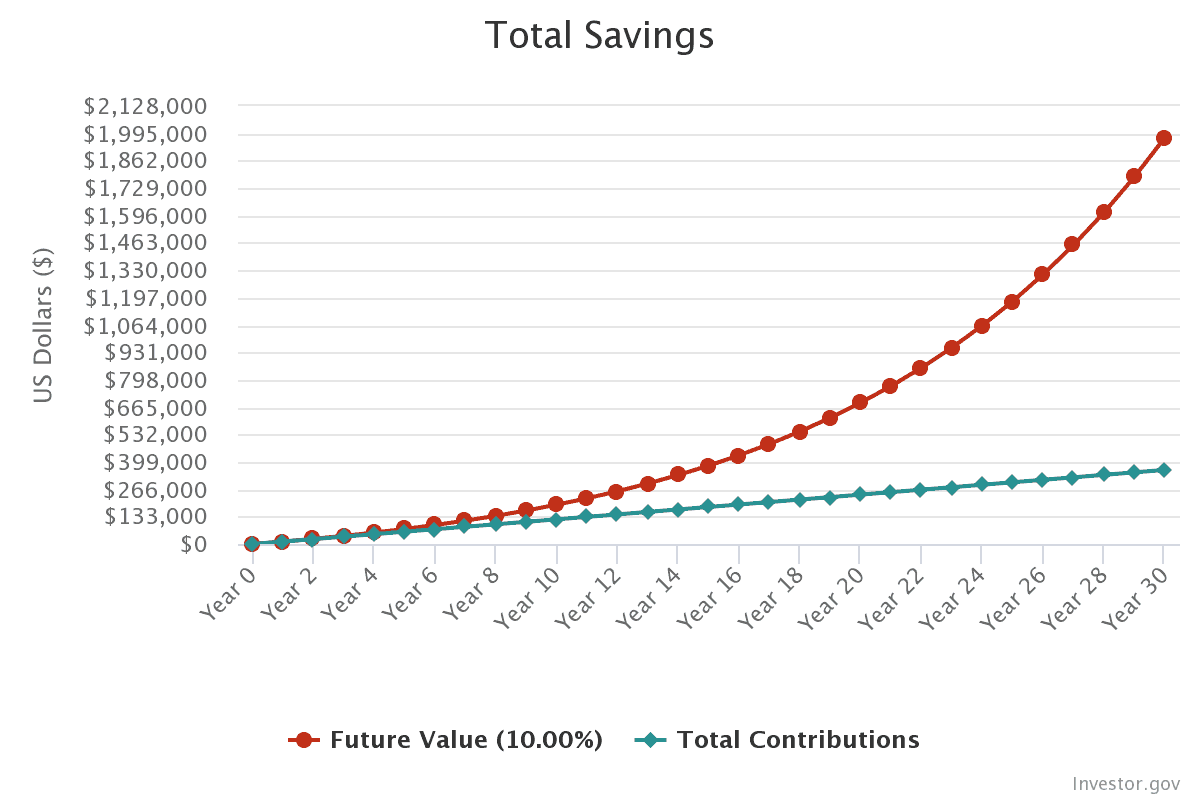 Total Savings
US Dollars ($)
$2,128,000
$1,995,000
$1,862,000
$1,729,000
$1,596,000
$1,463,000
$1,330,000
$1,197,000
$1,064,000
$931,000
$798,000
$665,000
$532,000
$399,000
$266,000
$133,000
$0
Year 0
Year 2
Year 4
Year 6
Year 8
Year 10
Year 12
Year 14
Year 16
Year 18
Year 20
Year 22
Year 24
Year 26
Year 28
Year 30
Future Value (10.00%)
Total Contributions
Investor.gov